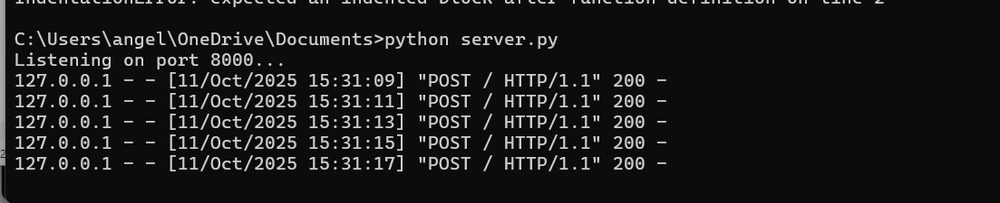 IndentationError: expected an indented block after function definition on line 2
C:\Users\angel\OneDrive\Documents>python server.py
Listening on port 8000...
127.0.0.1 - - [11/Oct/2025 15:31:09] "POST / HTTP/1.1" 200 -
127.0.0.1 - - [11/Oct/2025 15:31:11] "POST / HTTP/1.1" 200 -
127.0.0.1 - - [11/Oct/2025 15:31:13] "POST / HTTP/1.1" 200 -
127.0.0.1 - - [11/Oct/2025 15:31:15] "POST / HTTP/1.1" 200 -
127.0.0.1 - - [11/Oct/2025 15:31:17] "POST / HTTP/1.1" 200 -